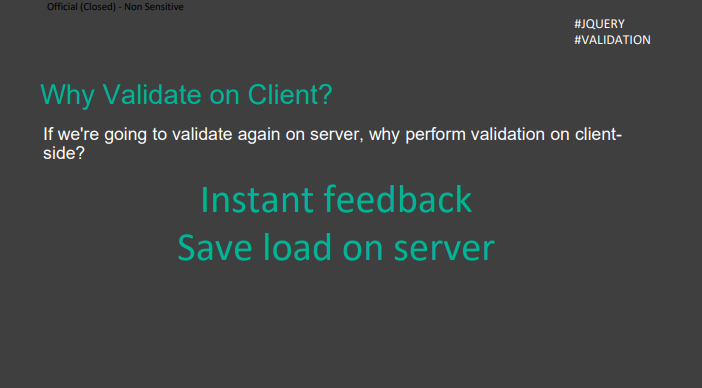 Official (Closed) - Non Sensitive
#JQUERY
#VALIDATION
Why Validate on Client?
If we're going to validate again on server, why perform validation on client-
side?
Instant feedback
Save load on server